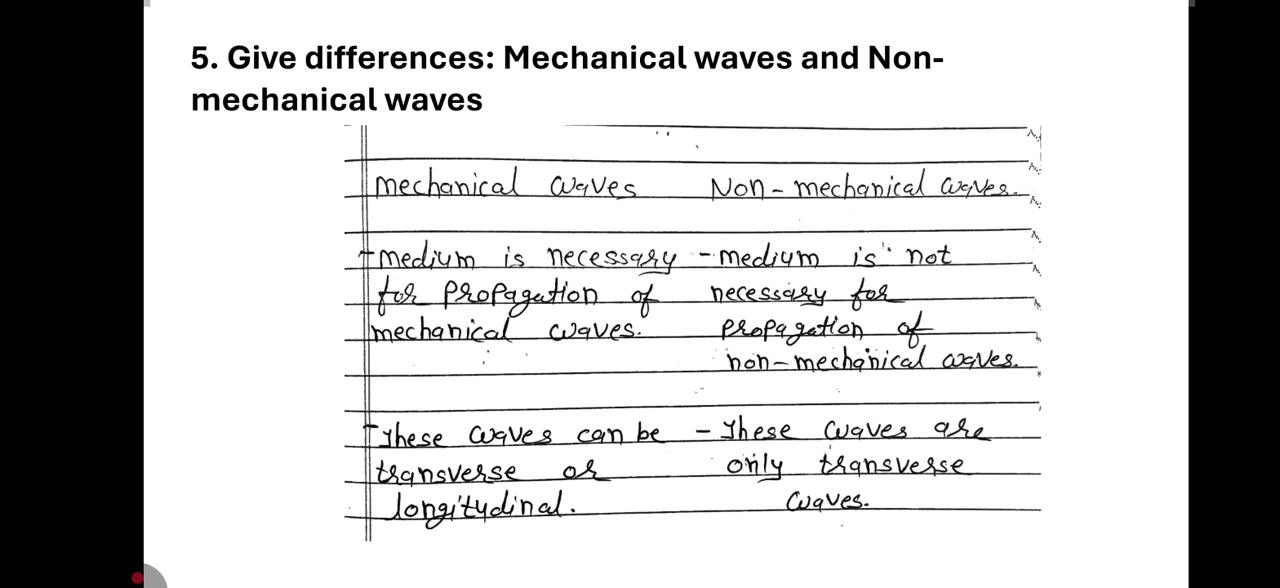 5. Give differences: Mechanical waves and Non-
mechanical waves
mechanical waves Non-mechanical waves.
- medium is necessary - medium is not
for propagation of necessary for
mechanical waves. propagation of
non-mechanical waves.
- These waves can be - These waves are
transverse or only transverse
longitudinal. waves.